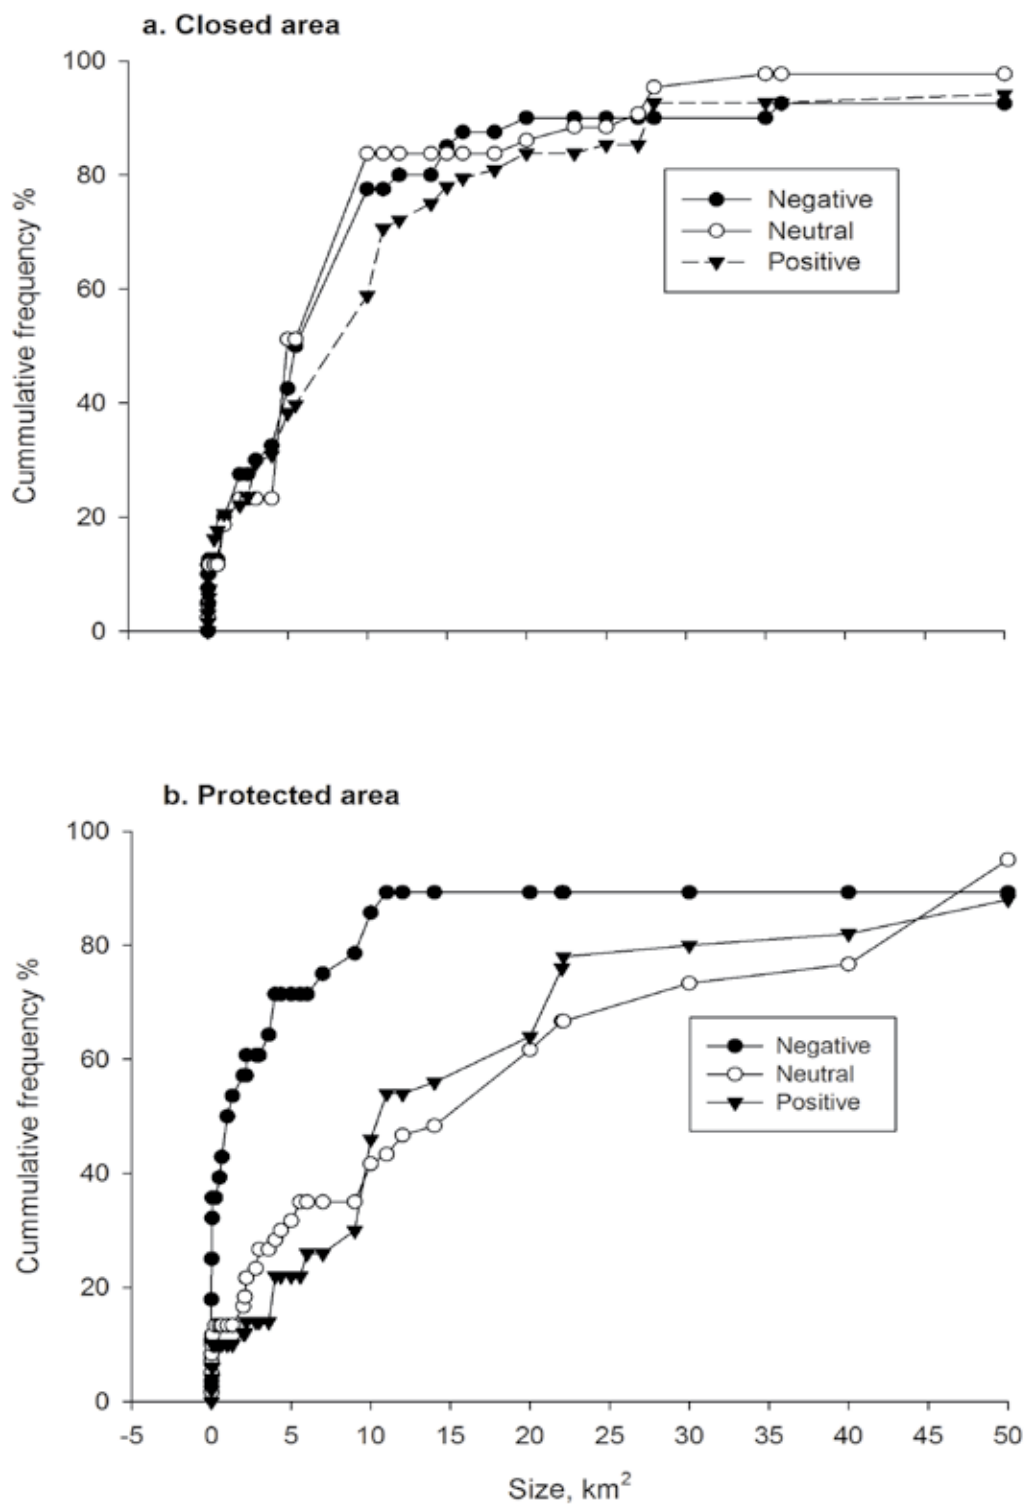 a. Closed area
100
80
60
40
20
0
Cummulative frequency %
Negative
Neutral
Positive
b. Protected area
100
80
60
40
20
0
Cummulative frequency %
Negative
Neutral
Positive
-5 0 5 10 15 20 25 30 35 40 45 50
Size, km²